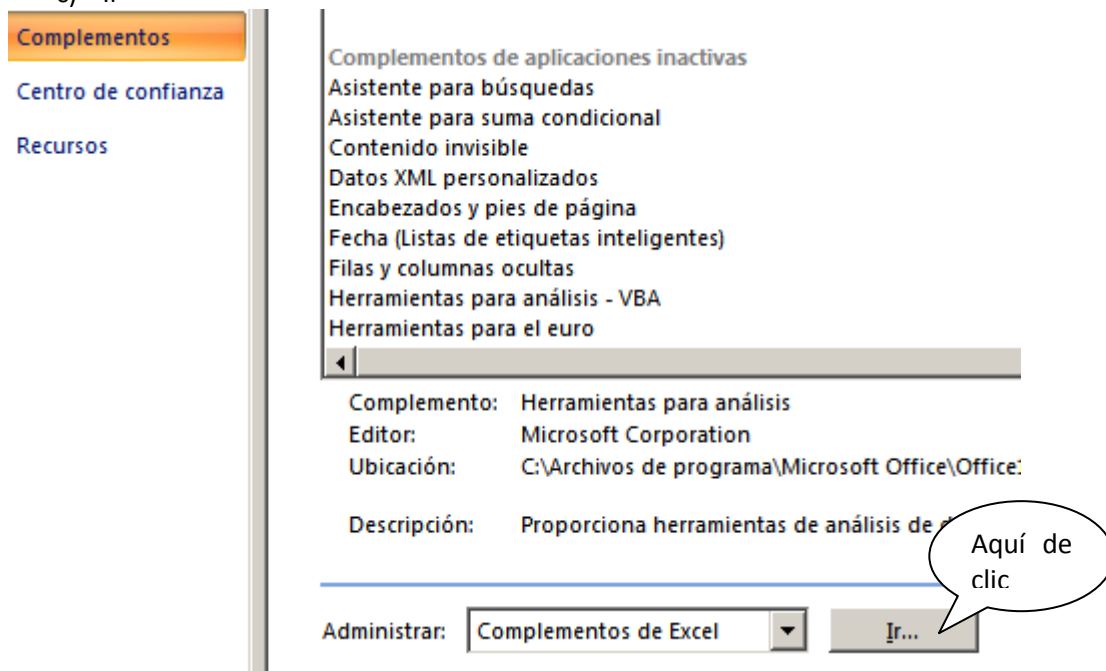 Complementos
Centro de confianza
Recursos
Complementos de aplicaciones inactivas
Asistente para búsquedas
Asistente para suma condicional
Contenido invisible
Datos XML personalizados
Encabezados y pies de página
Fecha (Listas de etiquetas inteligentes)
Filas y columnas ocultas
Herramientas para análisis - VBA
Herramientas para el euro
Complemento: Herramientas para análisis
Editor: Microsoft Corporation
Ubicación: C:\Archivos de programa\Microsoft Office\Office
Descripción: Proporciona herramientas de análisis de
Aquí de
clic
Administrar: Complementos de Excel Ir...